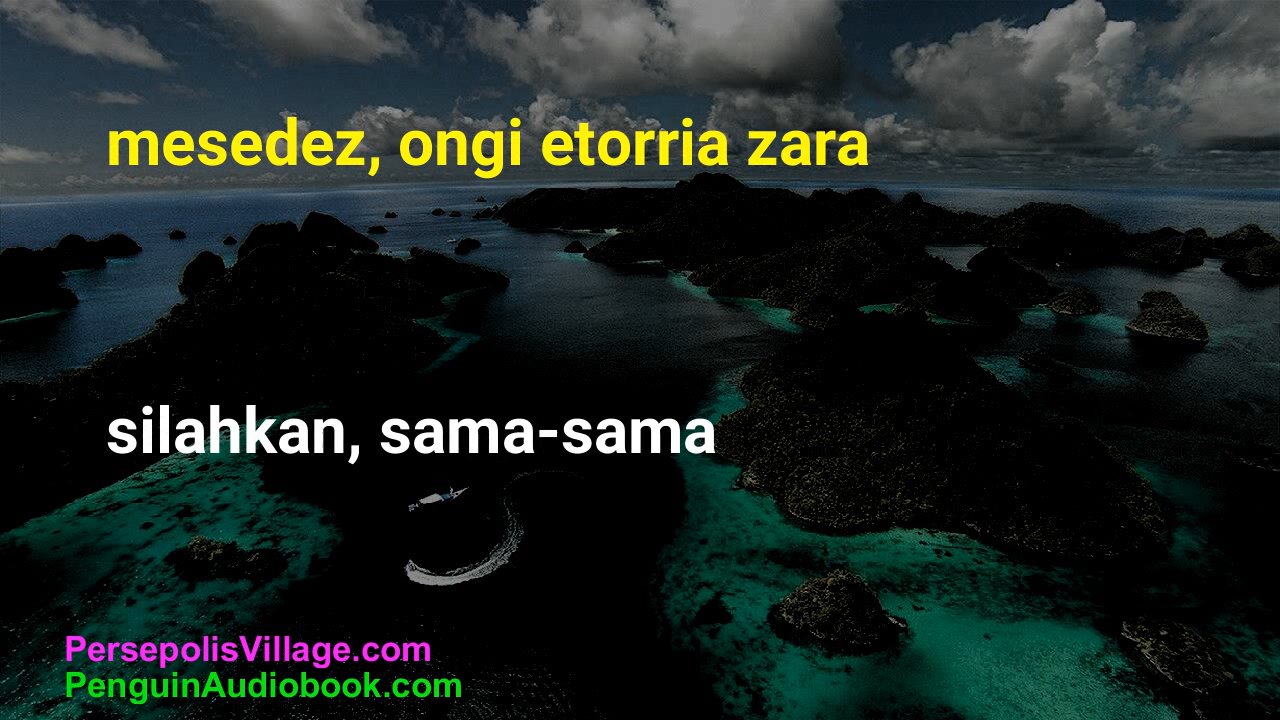 mesedez, ongi etorria zara
silahkan, sama-sama
PersepolisVillage.com
PenguinAudiobook.com